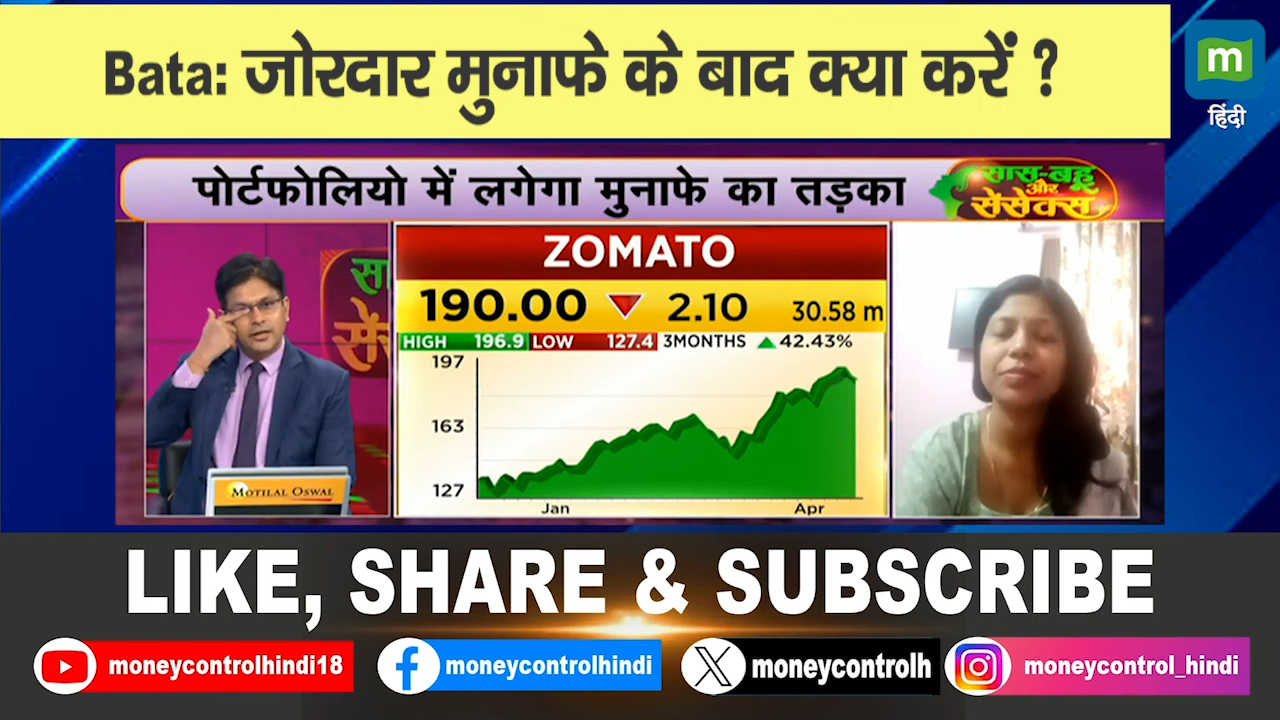 Bata: जोरदार मुनाफे के बाद क्या करें ?
m
हिंदी
पोर्टफोलियो में लगेगा मुनाफे का तड़का
सास-बहू
और
सेंसेक्स
सा
सें
MOTILAL OSWAL
ZOMATO
190.00 ▼ 2.10 30.58 m
HIGH 196.9 LOW 127.4 3MONTHS ▲ 42.43%
197
163
127
Jan Apr
LIKE, SHARE & SUBSCRIBE
moneycontrolhindi18
moneycontrolhindi
moneycontrolh
moneycontrol_hindi